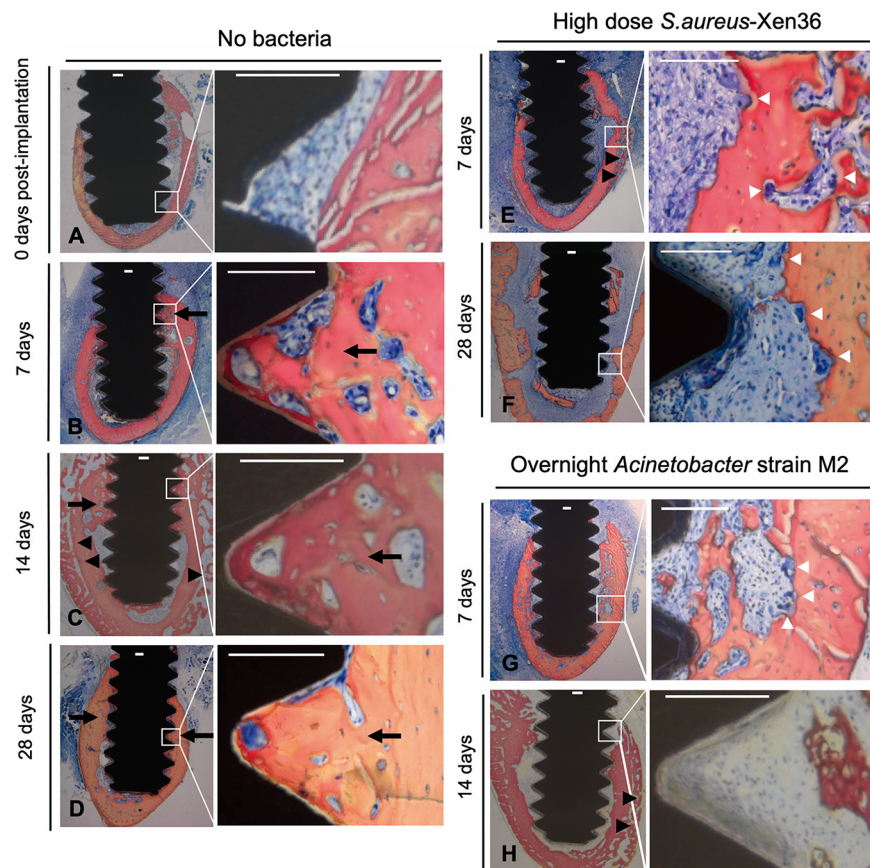 No bacteria
0 days post-implantation
A
7 days
B
14 days
C
28 days
D
High dose S.aureus-Xen36
7 days
E
28 days
F
Overnight Acinetobacter strain M2
7 days
G
14 days
H